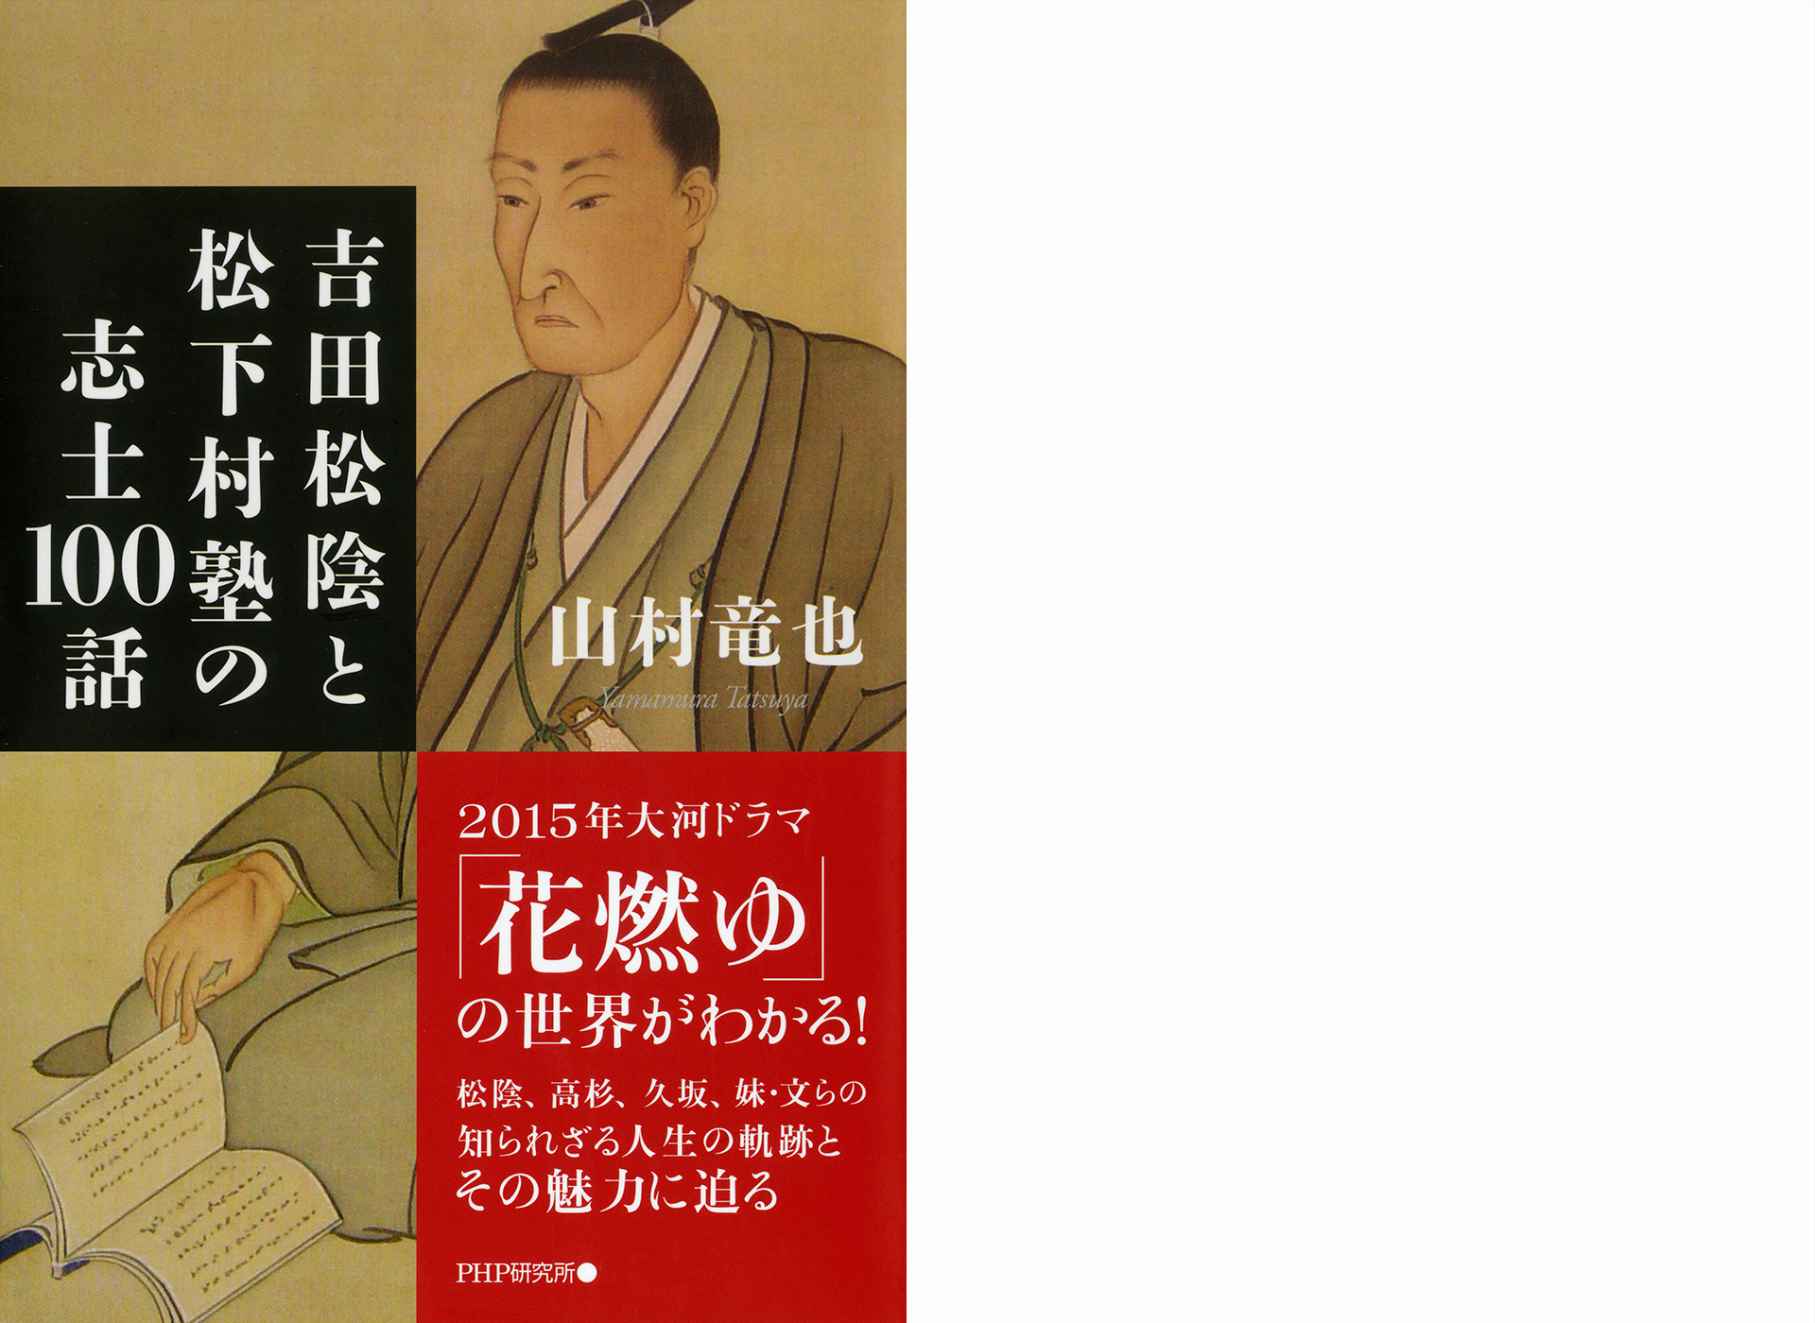 吉田松陰と
松下村塾の
志士100話
山村竜也
Yamamura Tatsuya
2015年大河ドラマ
「花燃ゆ」
の世界がわかる!
松陰、高杉、久坂、妹・文らの
知られざる人生の軌跡と
その魅力に迫る
PHP研究所●